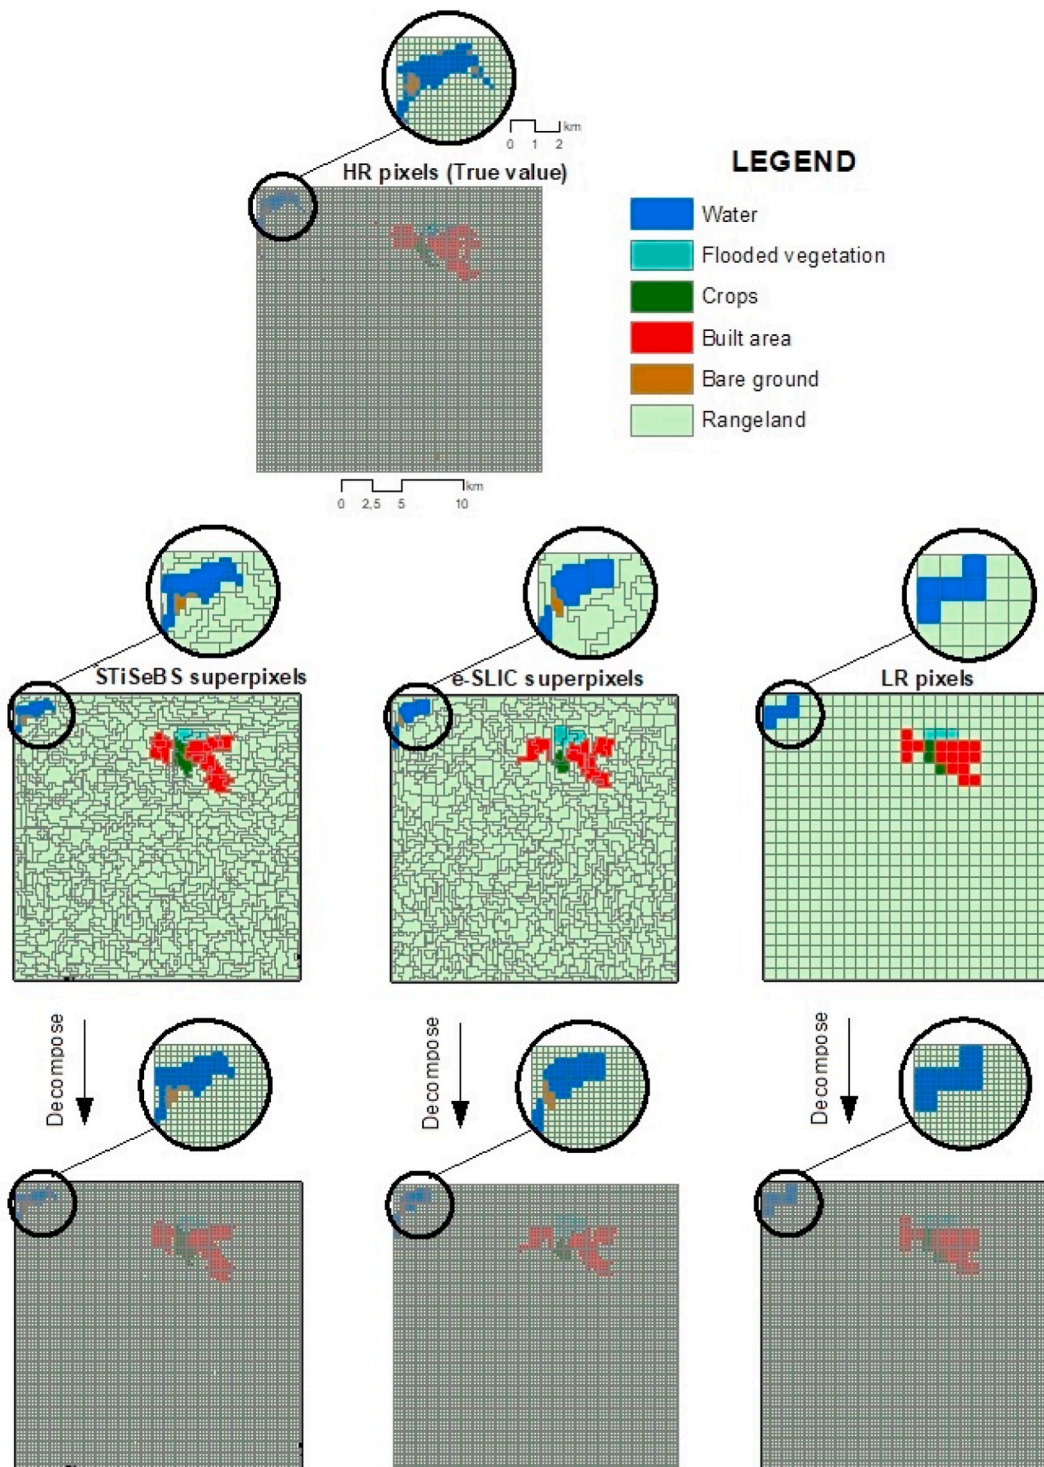 km
0 1 2
HR pixels (True value)
LEGEND
Water
Flooded vegetation
Crops
Built area
Bare ground
Rangeland
km
0 2,5 5 10
STiSeBS superpixels
e-SLIC superpixels
LR pixels
Decompose
Decompose
Decompose